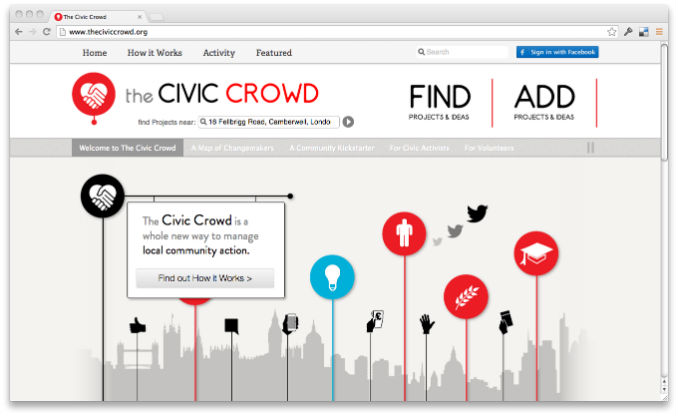 The Civic Crowd
www.theciviccrowd.org
Home How it Works Activity Featured Search Sign in with Facebook
the CIVIC CROWD
FIND ADD
PROJECTS & IDEAS PROJECTS & IDEAS
find Projects near: 16 Fellbrigg Road, Camberwell, Londo
Welcome to The Civic Crowd A Map of Changemakers A Community Kickstarter For Civic Activists For Volunteers
The Civic Crowd is a
whole new way to manage
local community action.
Find out How it Works >